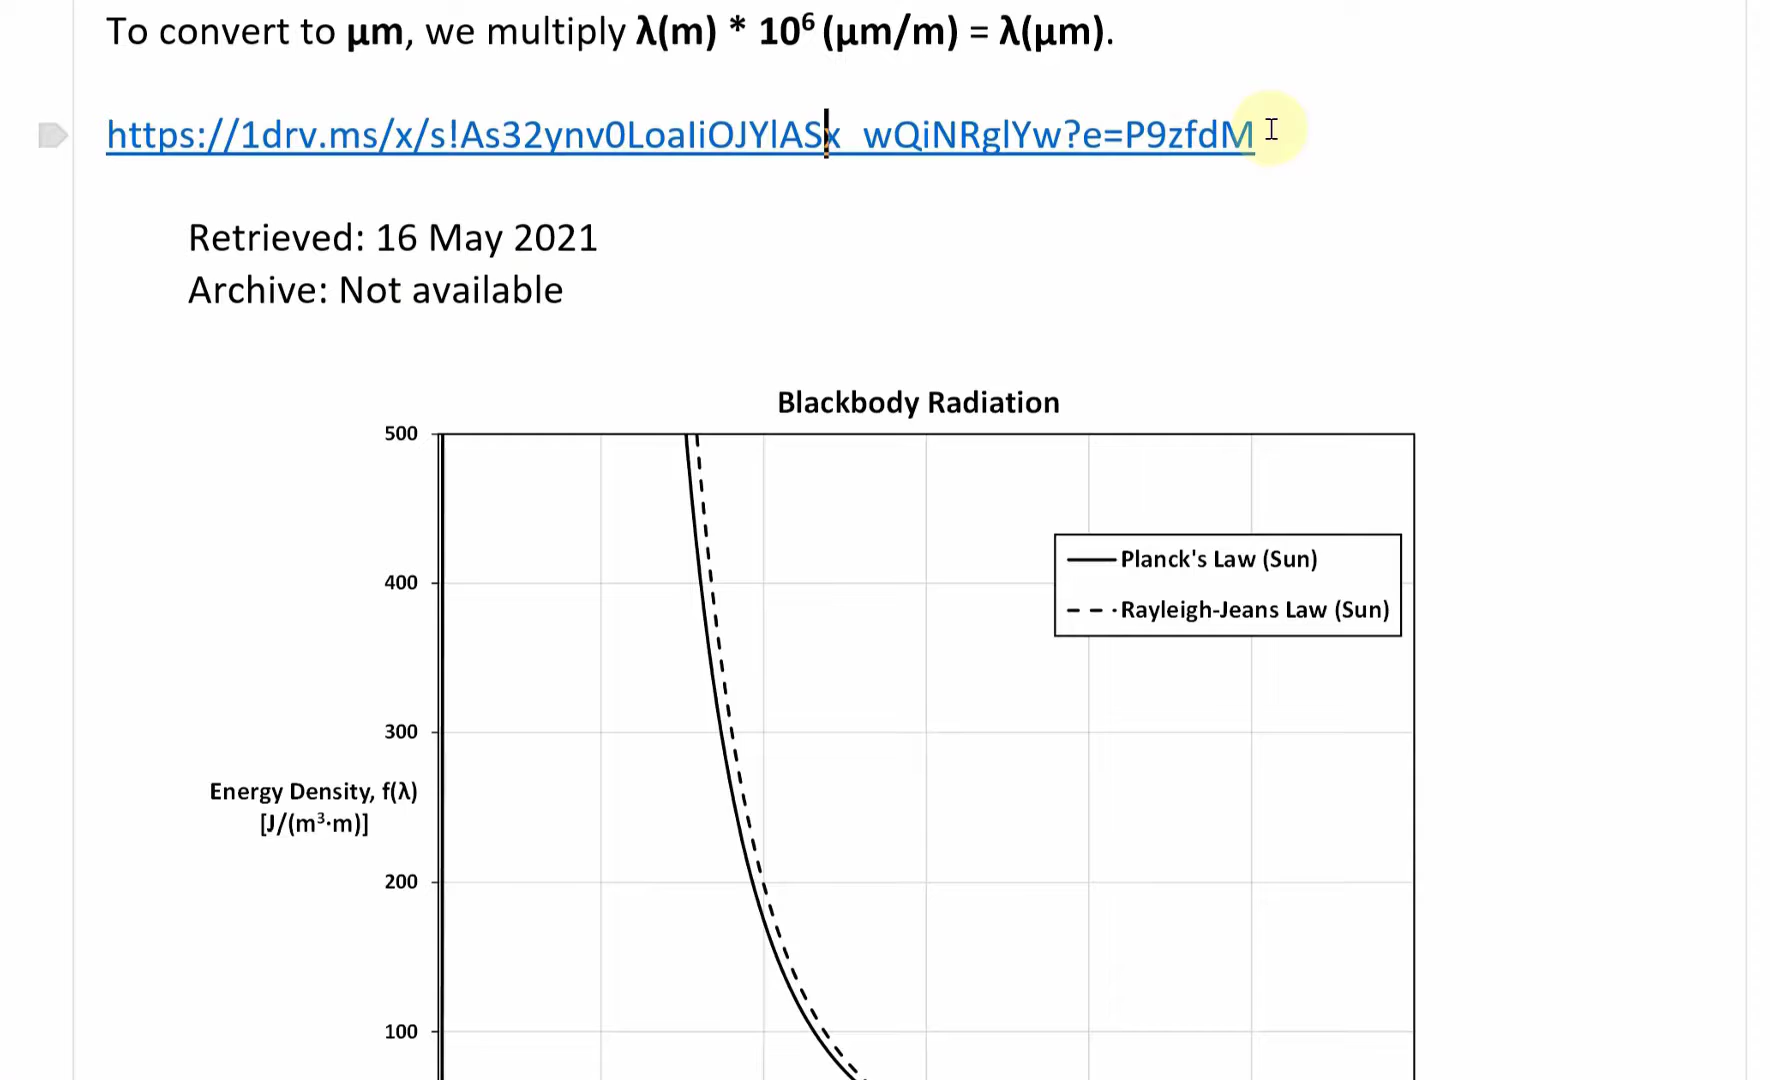 To convert to μm, we multiply λ(m) * 10⁶ (μm/m) = λ(μm).
https://1drv.ms/x/s!As32ynv0LoaIiOJYlASx_wQiNRglYw?e=P9zfdM
Retrieved: 16 May 2021
Archive: Not available
Blackbody Radiation
500
Planck's Law (Sun)
400
Rayleigh-Jeans Law (Sun)
300
Energy Density, f(λ)
[J/(m³·m)]
200
100